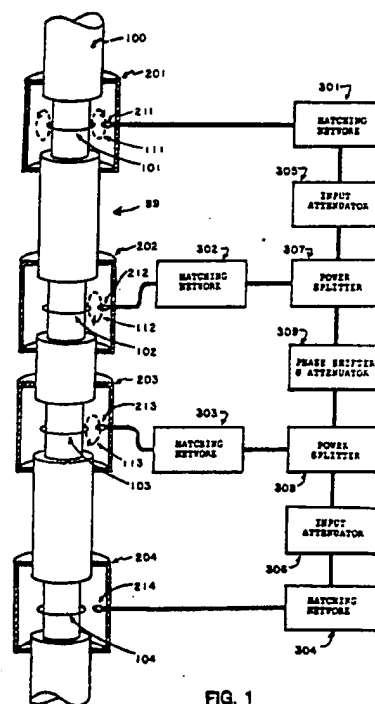 100
201
211
111
101
301
MATCHING
NETWORK
305
INPUT
ATTENUATOR
99
202
302
307
212
MATCHING
NETWORK
POWER
SPLITTER
112
102
309
203
PHASE SHIFTER
& ATTENUATOR
303
213
MATCHING
NETWORK
POWER
SPLITTER
113
308
103
INPUT
ATTENUATOR
204
306
214
MATCHING
NETWORK
304
104
FIG. 1